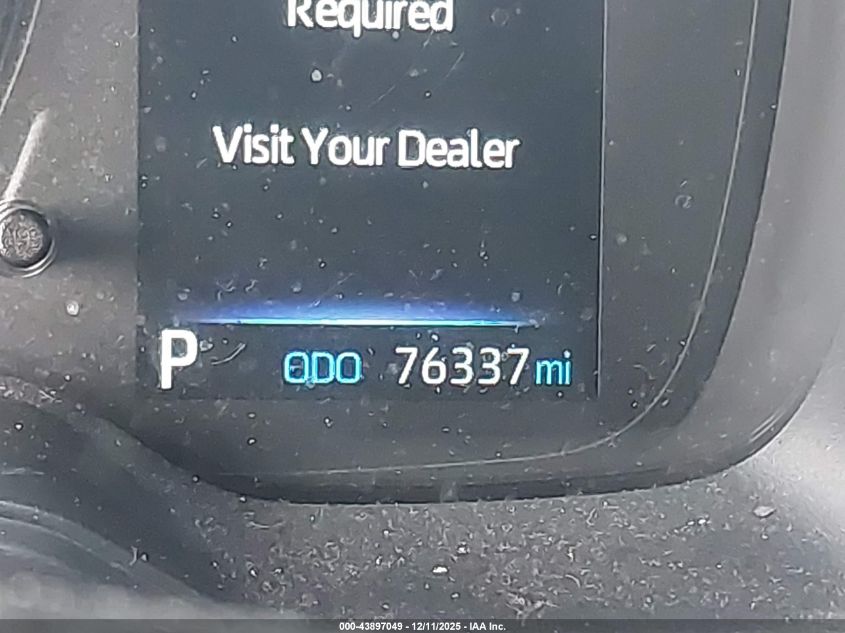 Required
Visit Your Dealer
P ODO 76337 mi
000-43897049 - 12/11/2025 - IAA Inc.